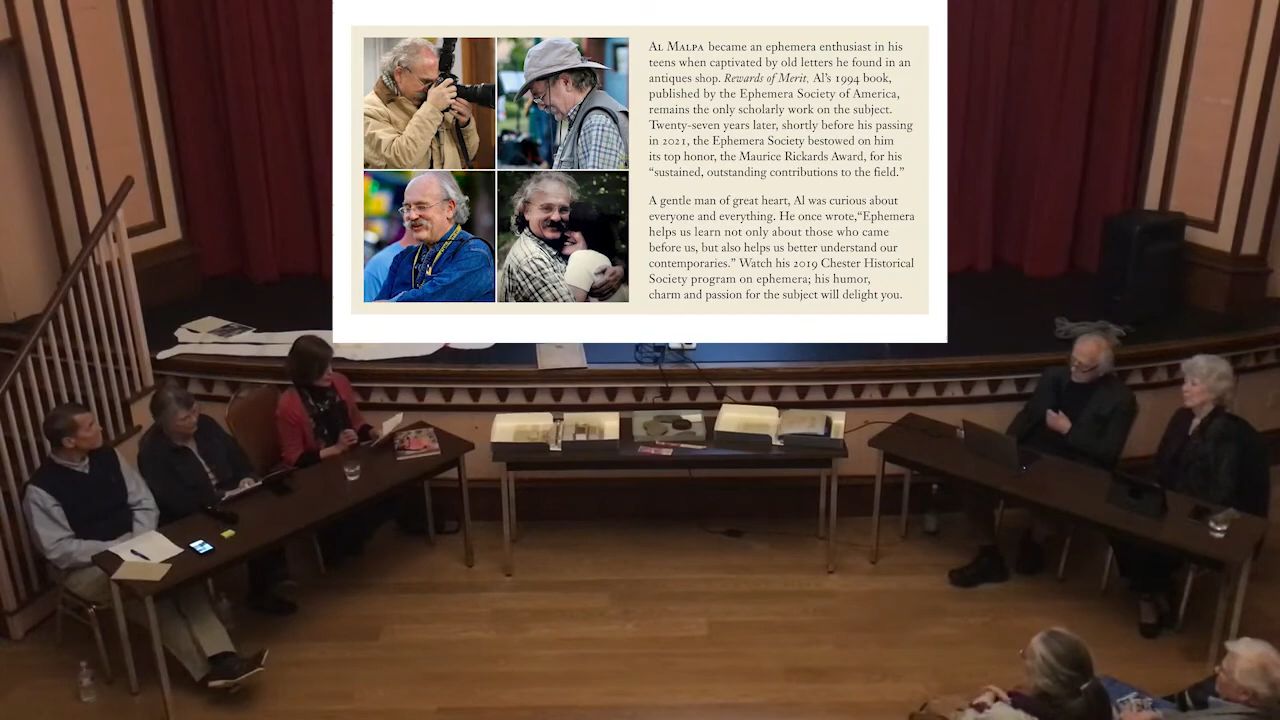 AL MALPA became an ephemera enthusiast in his
teens when captivated by old letters he found in an
antiques shop. Rewards of Merit, Al's 1994 book,
published by the Ephemera Society of America,
remains the only scholarly work on the subject.
Twenty-seven years later, shortly before his passing
in 2021, the Ephemera Society bestowed on him
its top honor, the Maurice Rickards Award, for his
“sustained, outstanding contributions to the field.”
A gentle man of great heart, Al was curious about
everyone and everything. He once wrote,“Ephemera
helps us learn not only about those who came
before us, but also helps us better understand our
contemporaries.” Watch his 2019 Chester Historical
Society program on ephemera; his humor,
charm and passion for the subject will delight you.